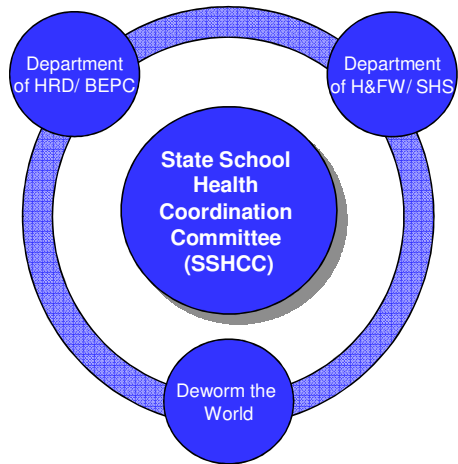 Department
of HRD/ BEPC
Department
of H&FW/ SHS
State School
Health
Coordination
Committee
(SSHCC)
Deworm the
World